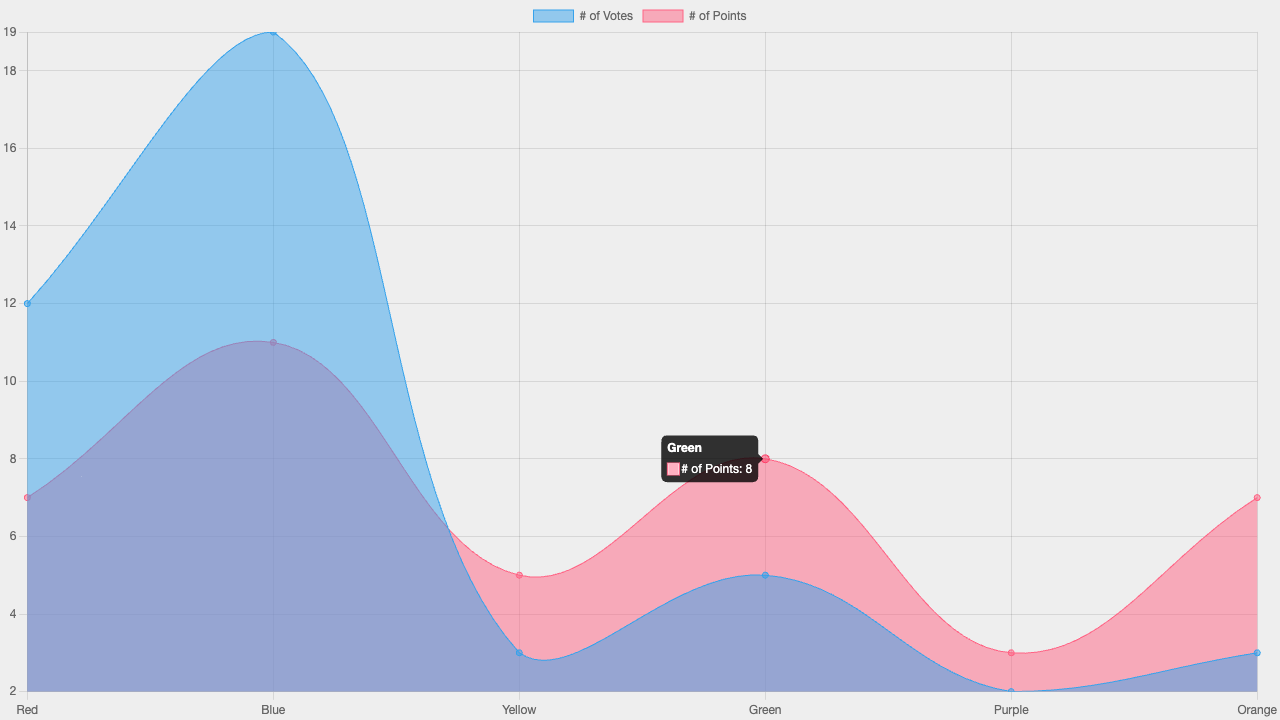 # of Votes # of Points
19
18
16
14
12
10
8
6
4
2
Green
# of Points: 8
Red Blue Yellow Green Purple Orange